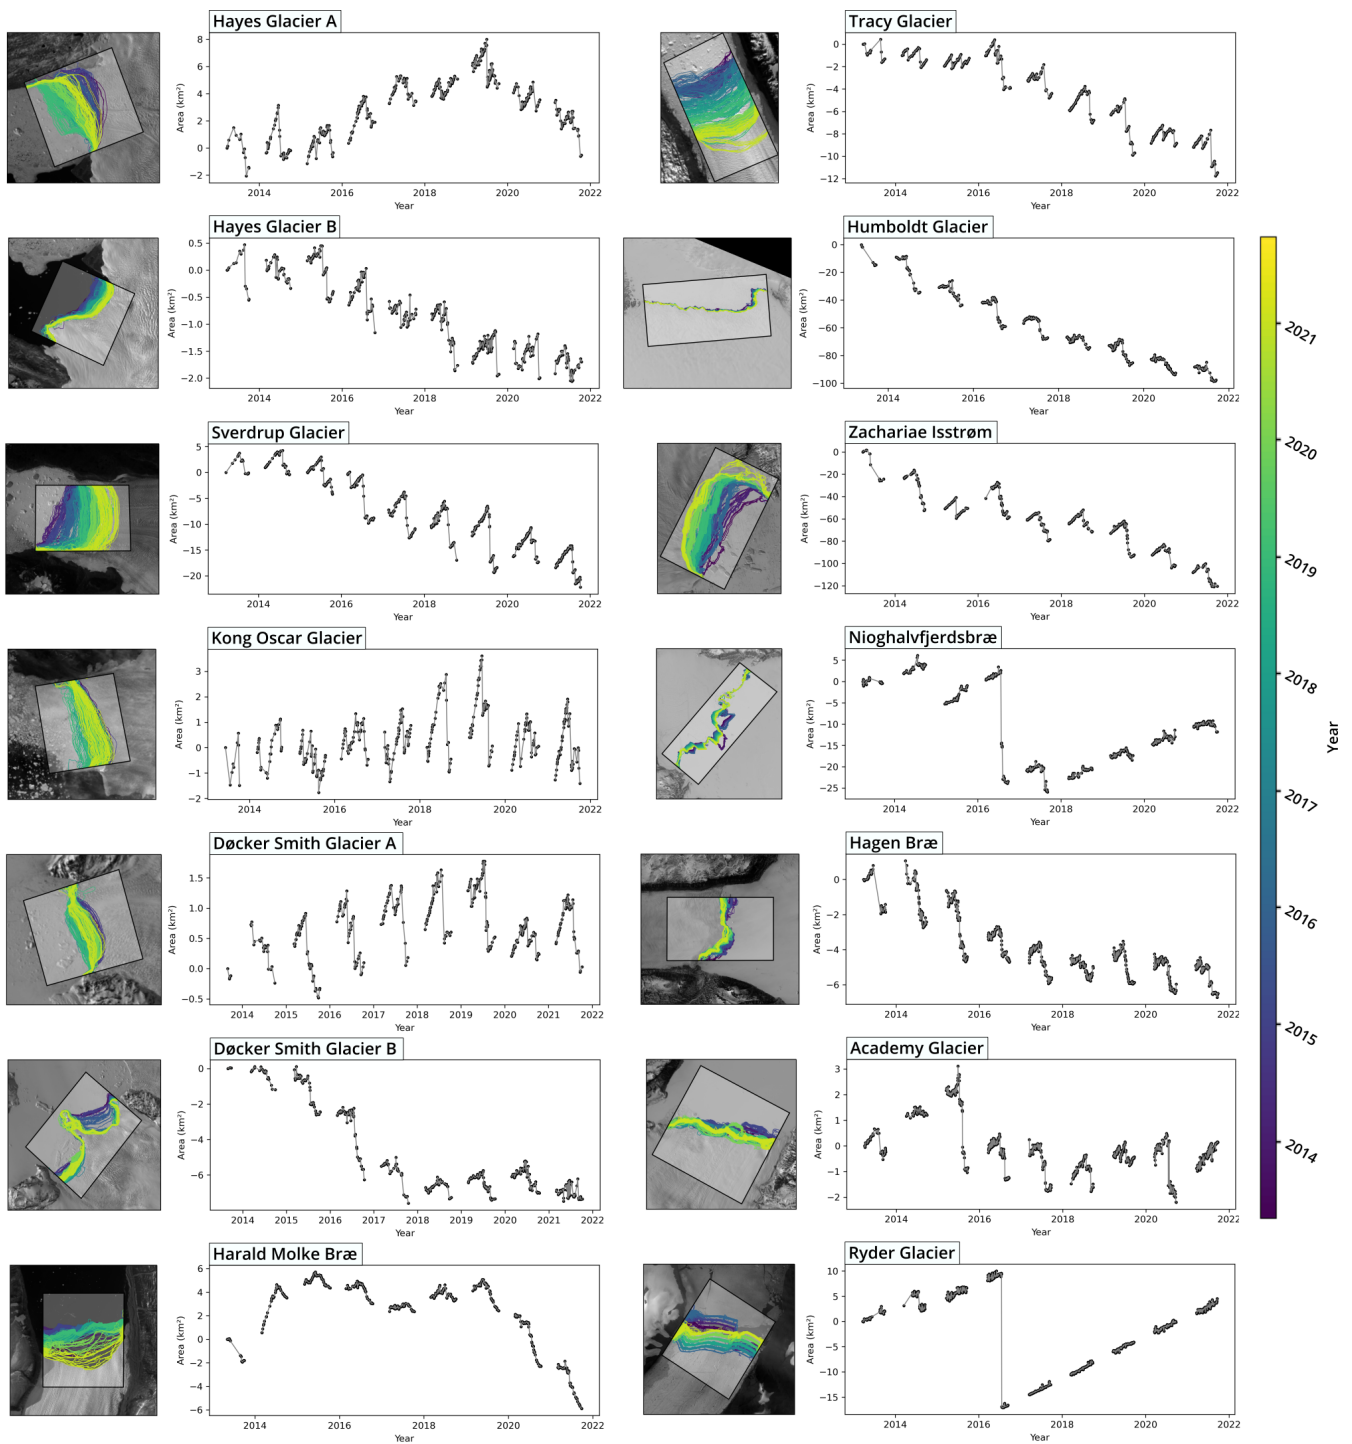 Hayes Glacier A
8
6
4
2
0
−2
Area (km²)
2014 2016 2018 2020 2022
Year
Tracy Glacier
0
−2
−4
−6
−8
−10
−12
Area (km²)
2014 2016 2018 2020 2022
Year
Hayes Glacier B
0.5
0.0
−0.5
−1.0
−1.5
−2.0
Area (km²)
2014 2016 2018 2020 2022
Year
Humboldt Glacier
0
−20
−40
−60
−80
−100
Area (km²)
2014 2016 2018 2020 2022
Year
Sverdrup Glacier
5
0
−5
−10
−15
−20
Area (km²)
2014 2016 2018 2020 2022
Year
Zachariae Isstrøm
0
−20
−40
−60
−80
−100
−120
Area (km²)
2014 2016 2018 2020 2022
Year
Kong Oscar Glacier
3
2
1
0
−1
−2
Area (km²)
2014 2016 2018 2020 2022
Year
Nioghalvfjerdsbræ
5
0
−5
−10
−15
−20
−25
Area (km²)
2014 2016 2018 2020 2022
Year
Døcker Smith Glacier A
1.5
1.0
0.5
0.0
−0.5
Area (km²)
2014 2015 2016 2017 2018 2019 2020 2021 2022
Year
Hagen Bræ
0
−2
−4
−6
Area (km²)
2014 2016 2018 2020 2022
Year
Døcker Smith Glacier B
0
−2
−4
−6
Area (km²)
2014 2015 2016 2017 2018 2019 2020 2021 2022
Year
Academy Glacier
3
2
1
0
−1
−2
Area (km²)
2014 2016 2018 2020 2022
Year
Harald Molke Bræ
6
4
2
0
−2
−4
−6
Area (km²)
2014 2016 2018 2020 2022
Year
Ryder Glacier
10
5
0
−5
−10
−15
Area (km²)
2014 2016 2018 2020 2022
Year
2021
2020
2019
2018
2017
2016
2015
2014
Year